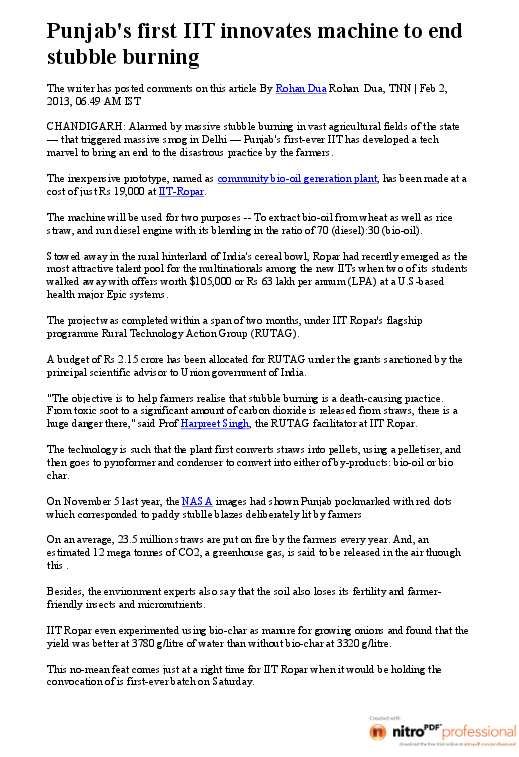 Punjab's first IIT innovates machine to end
stubble burning
The writer has posted comments on this article By Rohan Dua Rohan Dua, TNN | Feb 2,
2013, 06.49 AM IST
CHANDIGARH: Alarmed by massive stubble burning in vast agricultural fields of the state
— that triggered massive smog in Delhi — Punjab's first-ever IIT has developed a tech
marvel to bring an end to the disastrous practice by the farmers.
The inexpensive prototype, named as community bio-oil generation plant, has been made at a
cost of just Rs 19,000 at IIT-Ropar.
The machine will be used for two purposes -- To extract bio-oil from wheat as well as rice
straw, and run diesel engine with its blending in the ratio of 70 (diesel):30 (bio-oil).
Stowed away in the rural hinterland of India's cereal bowl, Ropar had recently emerged as the
most attractive talent pool for the multinationals among the new IITs when two of its students
walked away with offers worth $105,000 or Rs 63 lakh per annum (LPA) at a U.S-based
health major Epic systems.
The project was completed within a span of two months, under IIT Ropar's flagship
programme Rural Technology Action Group (RUTAG).
A budget of Rs 2.15 crore has been allocated for RUTAG under the grants sanctioned by the
principal scientific advisor to Union government of India.
"The objective is to help farmers realise that stubble burning is a death-causing practice.
From toxic soot to a significant amount of carbon dioxide is released from straws, there is a
huge danger there," said Prof Harpreet Singh, the RUTAG facilitator at IIT Ropar.
The technology is such that the plant first converts straws into pellets, using a pelletiser, and
then goes to pyroformer and condenser to convert into either of by-products: bio-oil or bio
char.
On November 5 last year, the NASA images had shown Punjab pockmarked with red dots
which corresponded to paddy stublle blazes deliberately lit by farmers
On an average, 23.5 million straws are put on fire by the farmers every year. And, an
estimated 12 mega tonnes of CO2, a greenhouse gas, is said to be released in the air through
this .
Besides, the environment experts also say that the soil also loses its fertility and farmer-
friendly insects and micronutrients.
IIT Ropar even experimented using bio-char as manure for growing onions and found that the
yield was better at 3780 g/litre of water than without bio-char at 3320 g/litre.
This no-mean feat comes just at a right time for IIT Ropar when it would be holding the
convocation of is first-ever batch on Saturday.
Created with
nitroPDF professional
download the free trial online at nitropdf.com/professional